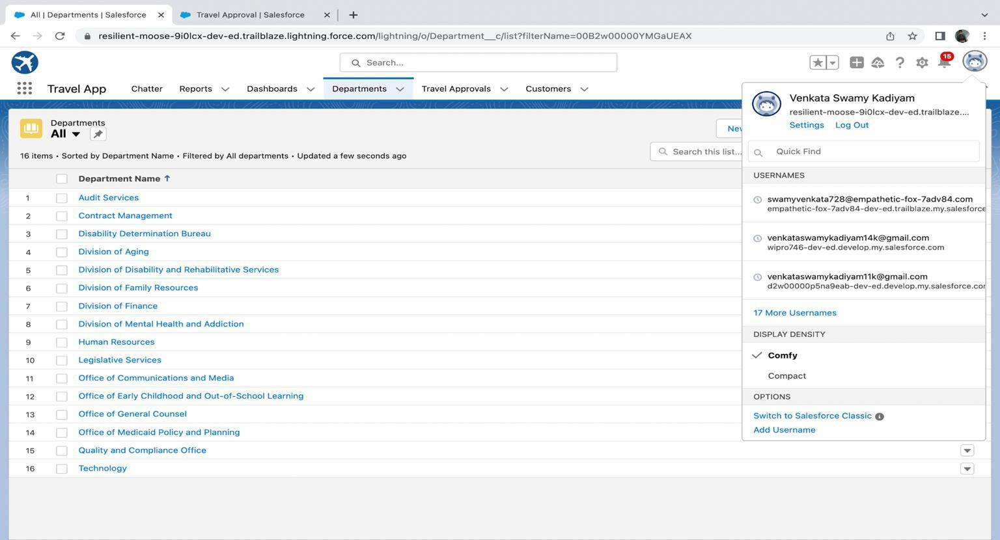 All | Departments | Salesforce
Travel Approval | Salesforce
resilient-moose-9i0lcx-dev-ed.trailblaze.lightning.force.com/lightning/o/Department__c/list?filterName=00B2w00000YMGaUEAX
Search...
15
Travel App
Chatter
Reports
Dashboards
Departments
Travel Approvals
Customers
Departments
All
New
16 items • Sorted by Department Name • Filtered by All departments • Updated a few seconds ago
Search this list...
Department Name
1 Audit Services
2 Contract Management
3 Disability Determination Bureau
4 Division of Aging
5 Division of Disability and Rehabilitative Services
6 Division of Family Resources
7 Division of Finance
8 Division of Mental Health and Addiction
9 Human Resources
10 Legislative Services
11 Office of Communications and Media
12 Office of Early Childhood and Out-of-School Learning
13 Office of General Counsel
14 Office of Medicaid Policy and Planning
15 Quality and Compliance Office
16 Technology
Venkata Swamy Kadiyam
resilient-moose-9i0lcx-dev-ed.trailblaze....
Settings Log Out
Quick Find
USERNAMES
swamyvenkata728@empathetic-fox-7adv84.com
empathetic-fox-7adv84-dev-ed.trailblaze.my.salesforce
venkataswamykadiyam14k@gmail.com
wipro746-dev-ed.develop.my.salesforce.com
venkataswamykadiyam11k@gmail.com
d2w00000p5na9eab-dev-ed.develop.my.salesforce.com
17 More Usernames
DISPLAY DENSITY
Comfy
Compact
OPTIONS
Switch to Salesforce Classic
Add Username